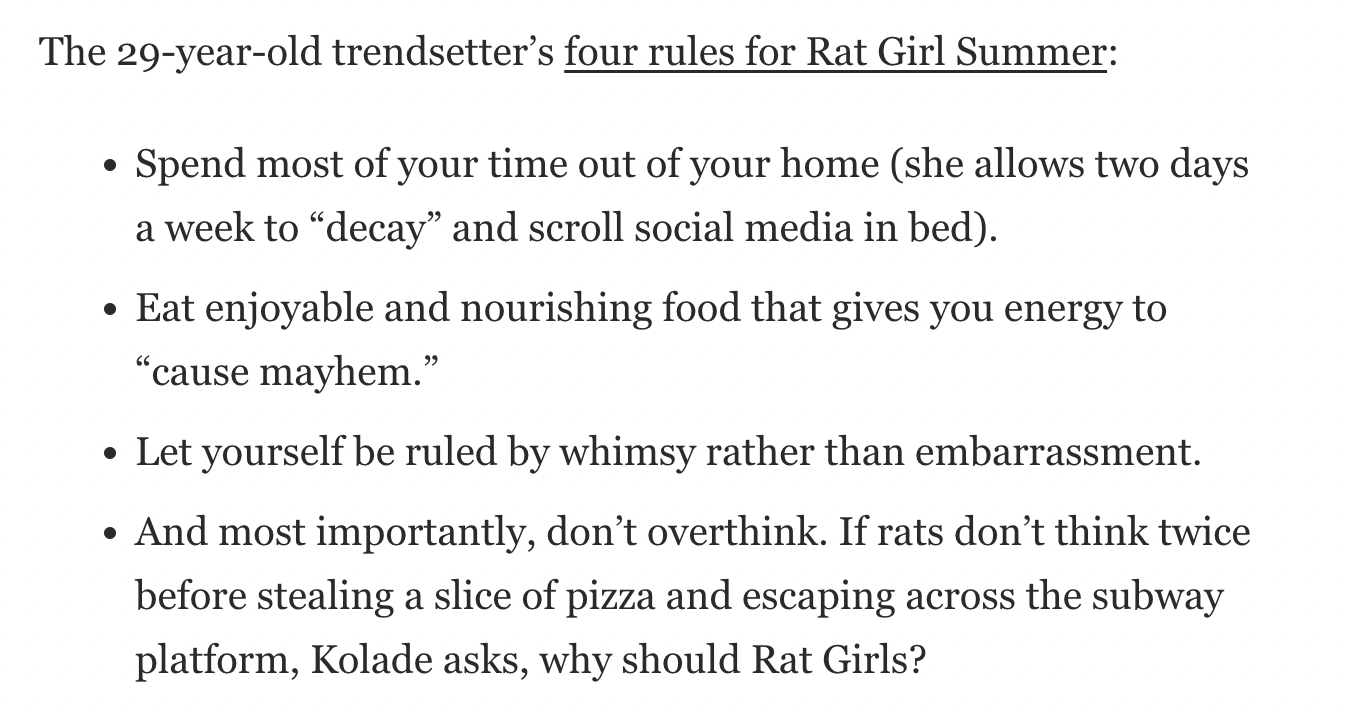 The 29-year-old trendsetter’s four rules for Rat Girl Summer:
• Spend most of your time out of your home (she allows two days
a week to “decay” and scroll social media in bed).
• Eat enjoyable and nourishing food that gives you energy to
“cause mayhem.”
• Let yourself be ruled by whimsy rather than embarrassment.
• And most importantly, don’t overthink. If rats don’t think twice
before stealing a slice of pizza and escaping across the subway
platform, Kolade asks, why should Rat Girls?